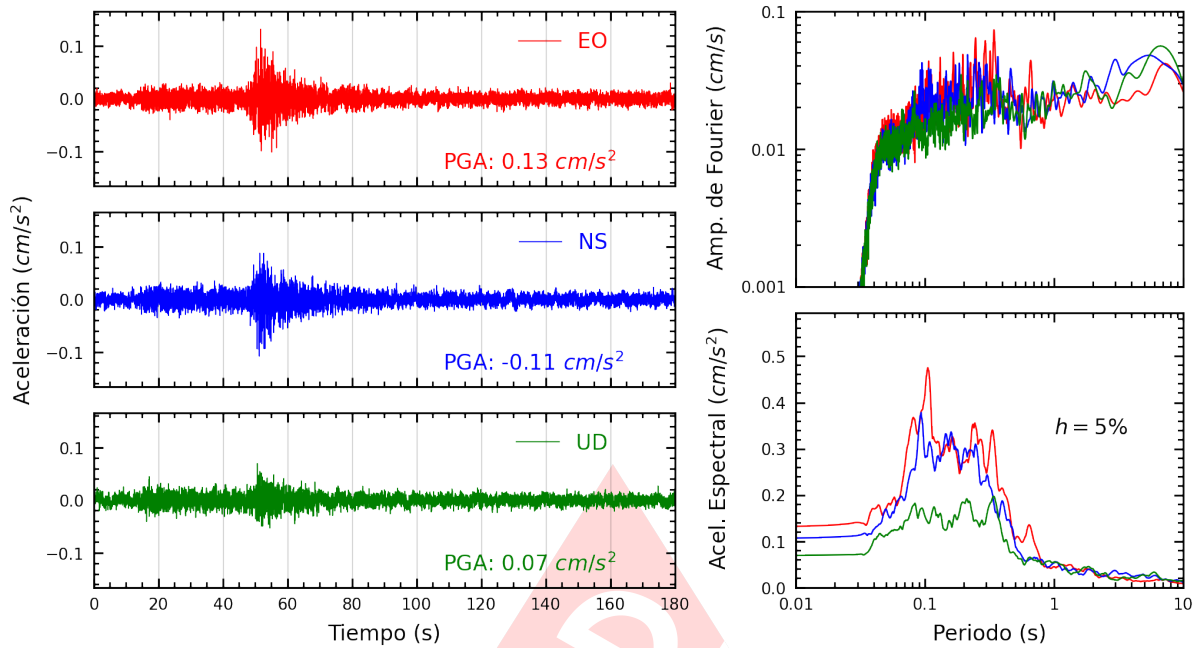 Aceleración (cm/s²)
0.1
0.0
−0.1
EO
PGA: 0.13 cm/s²
0.1
0.0
−0.1
NS
PGA: -0.11 cm/s²
0.1
0.0
−0.1
UD
PGA: 0.07 cm/s²
0 20 40 60 80 100 120 140 160 180
Tiempo (s)
Amp. de Fourier (cm/s)
0.1
0.01
0.001
Acel. Espectral (cm/s²)
0.5
0.4
0.3
0.2
0.1
0.0
h = 5%
0.01 0.1 1 10
Periodo (s)